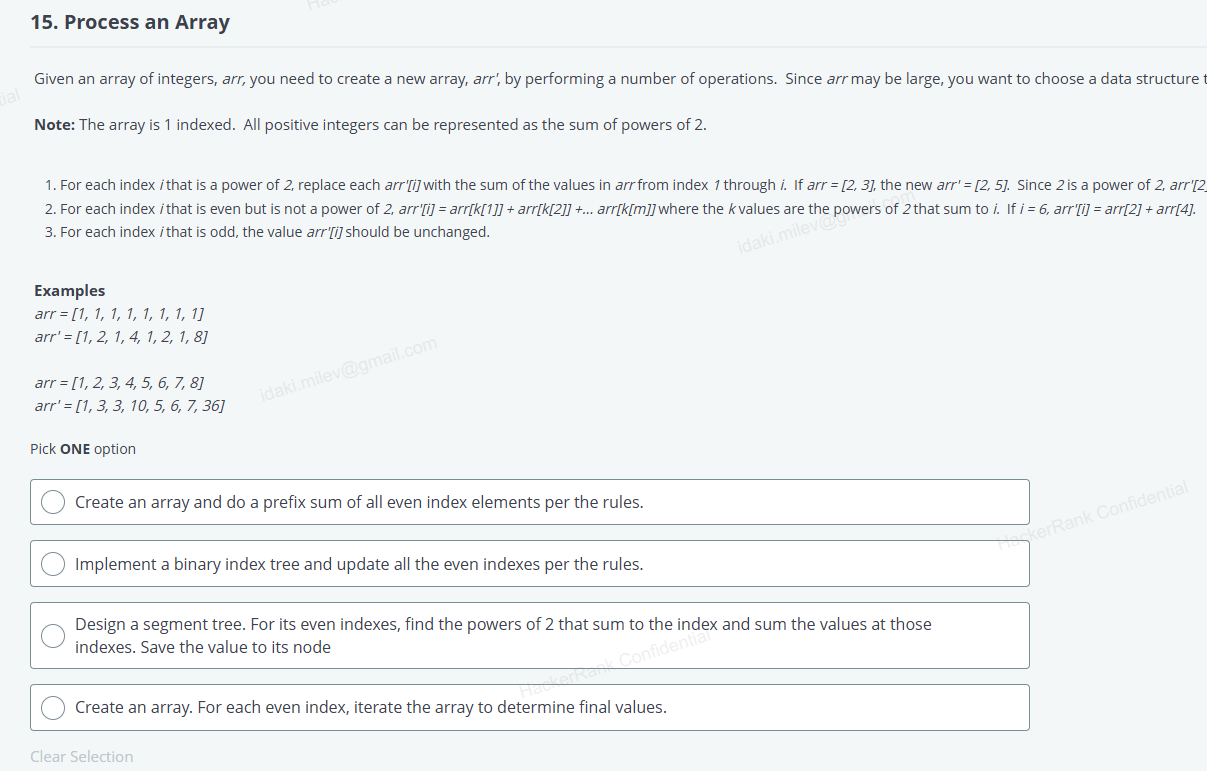 15. Process an Array
Given an array of integers, arr, you need to create a new array, arr', by performing a number of operations.  Since arr may be large, you want to choose a data structure
Note: The array is 1 indexed.  All positive integers can be represented as the sum of powers of 2.
1. For each index i that is a power of 2, replace each arr'[i] with the sum of the values in arr from index 1 through i.  If arr = [2, 3], the new arr' = [2, 5].  Since 2 is a power of 2, arr'[2]
2. For each index i that is even but is not a power of 2, arr'[i] = arr[k[1]] + arr[k[2]] +... arr[k[m]] where the k values are the powers of 2 that sum to i.  If i = 6, arr'[i] = arr[2] + arr[4].
3. For each index i that is odd, the value arr'[i] should be unchanged.
idaki.milev@gmail.com
Examples
arr = [1, 1, 1, 1, 1, 1, 1, 1]
arr' = [1, 2, 1, 4, 1, 2, 1, 8]
idaki.milev@gmail.com
arr = [1, 2, 3, 4, 5, 6, 7, 8]
arr' = [1, 3, 3, 10, 5, 6, 7, 36]
Pick ONE option
Create an array and do a prefix sum of all even index elements per the rules.
HackerRank Confidential
Implement a binary index tree and update all the even indexes per the rules.
Design a segment tree. For its even indexes, find the powers of 2 that sum to the index and sum the values at those
indexes. Save the value to its node
HackerRank Confidential
Create an array. For each even index, iterate the array to determine final values.
Clear Selection